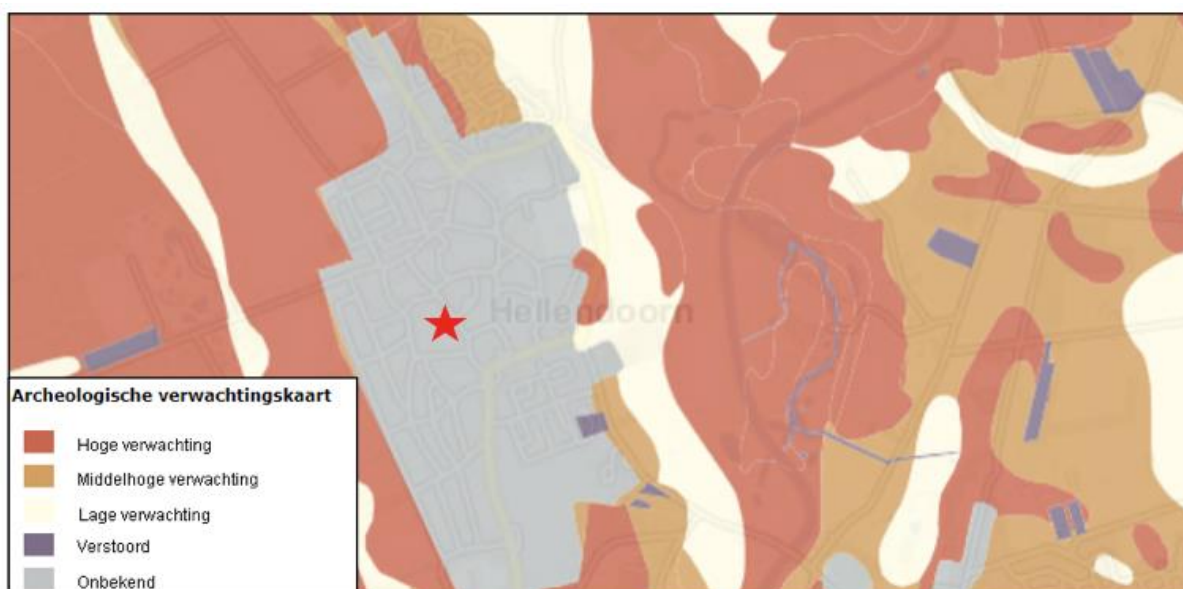 Hellendoorn
Archeologische verwachtingskaart
Hoge verwachting
Middelhoge verwachting
Lage verwachting
Verstoord
Onbekend